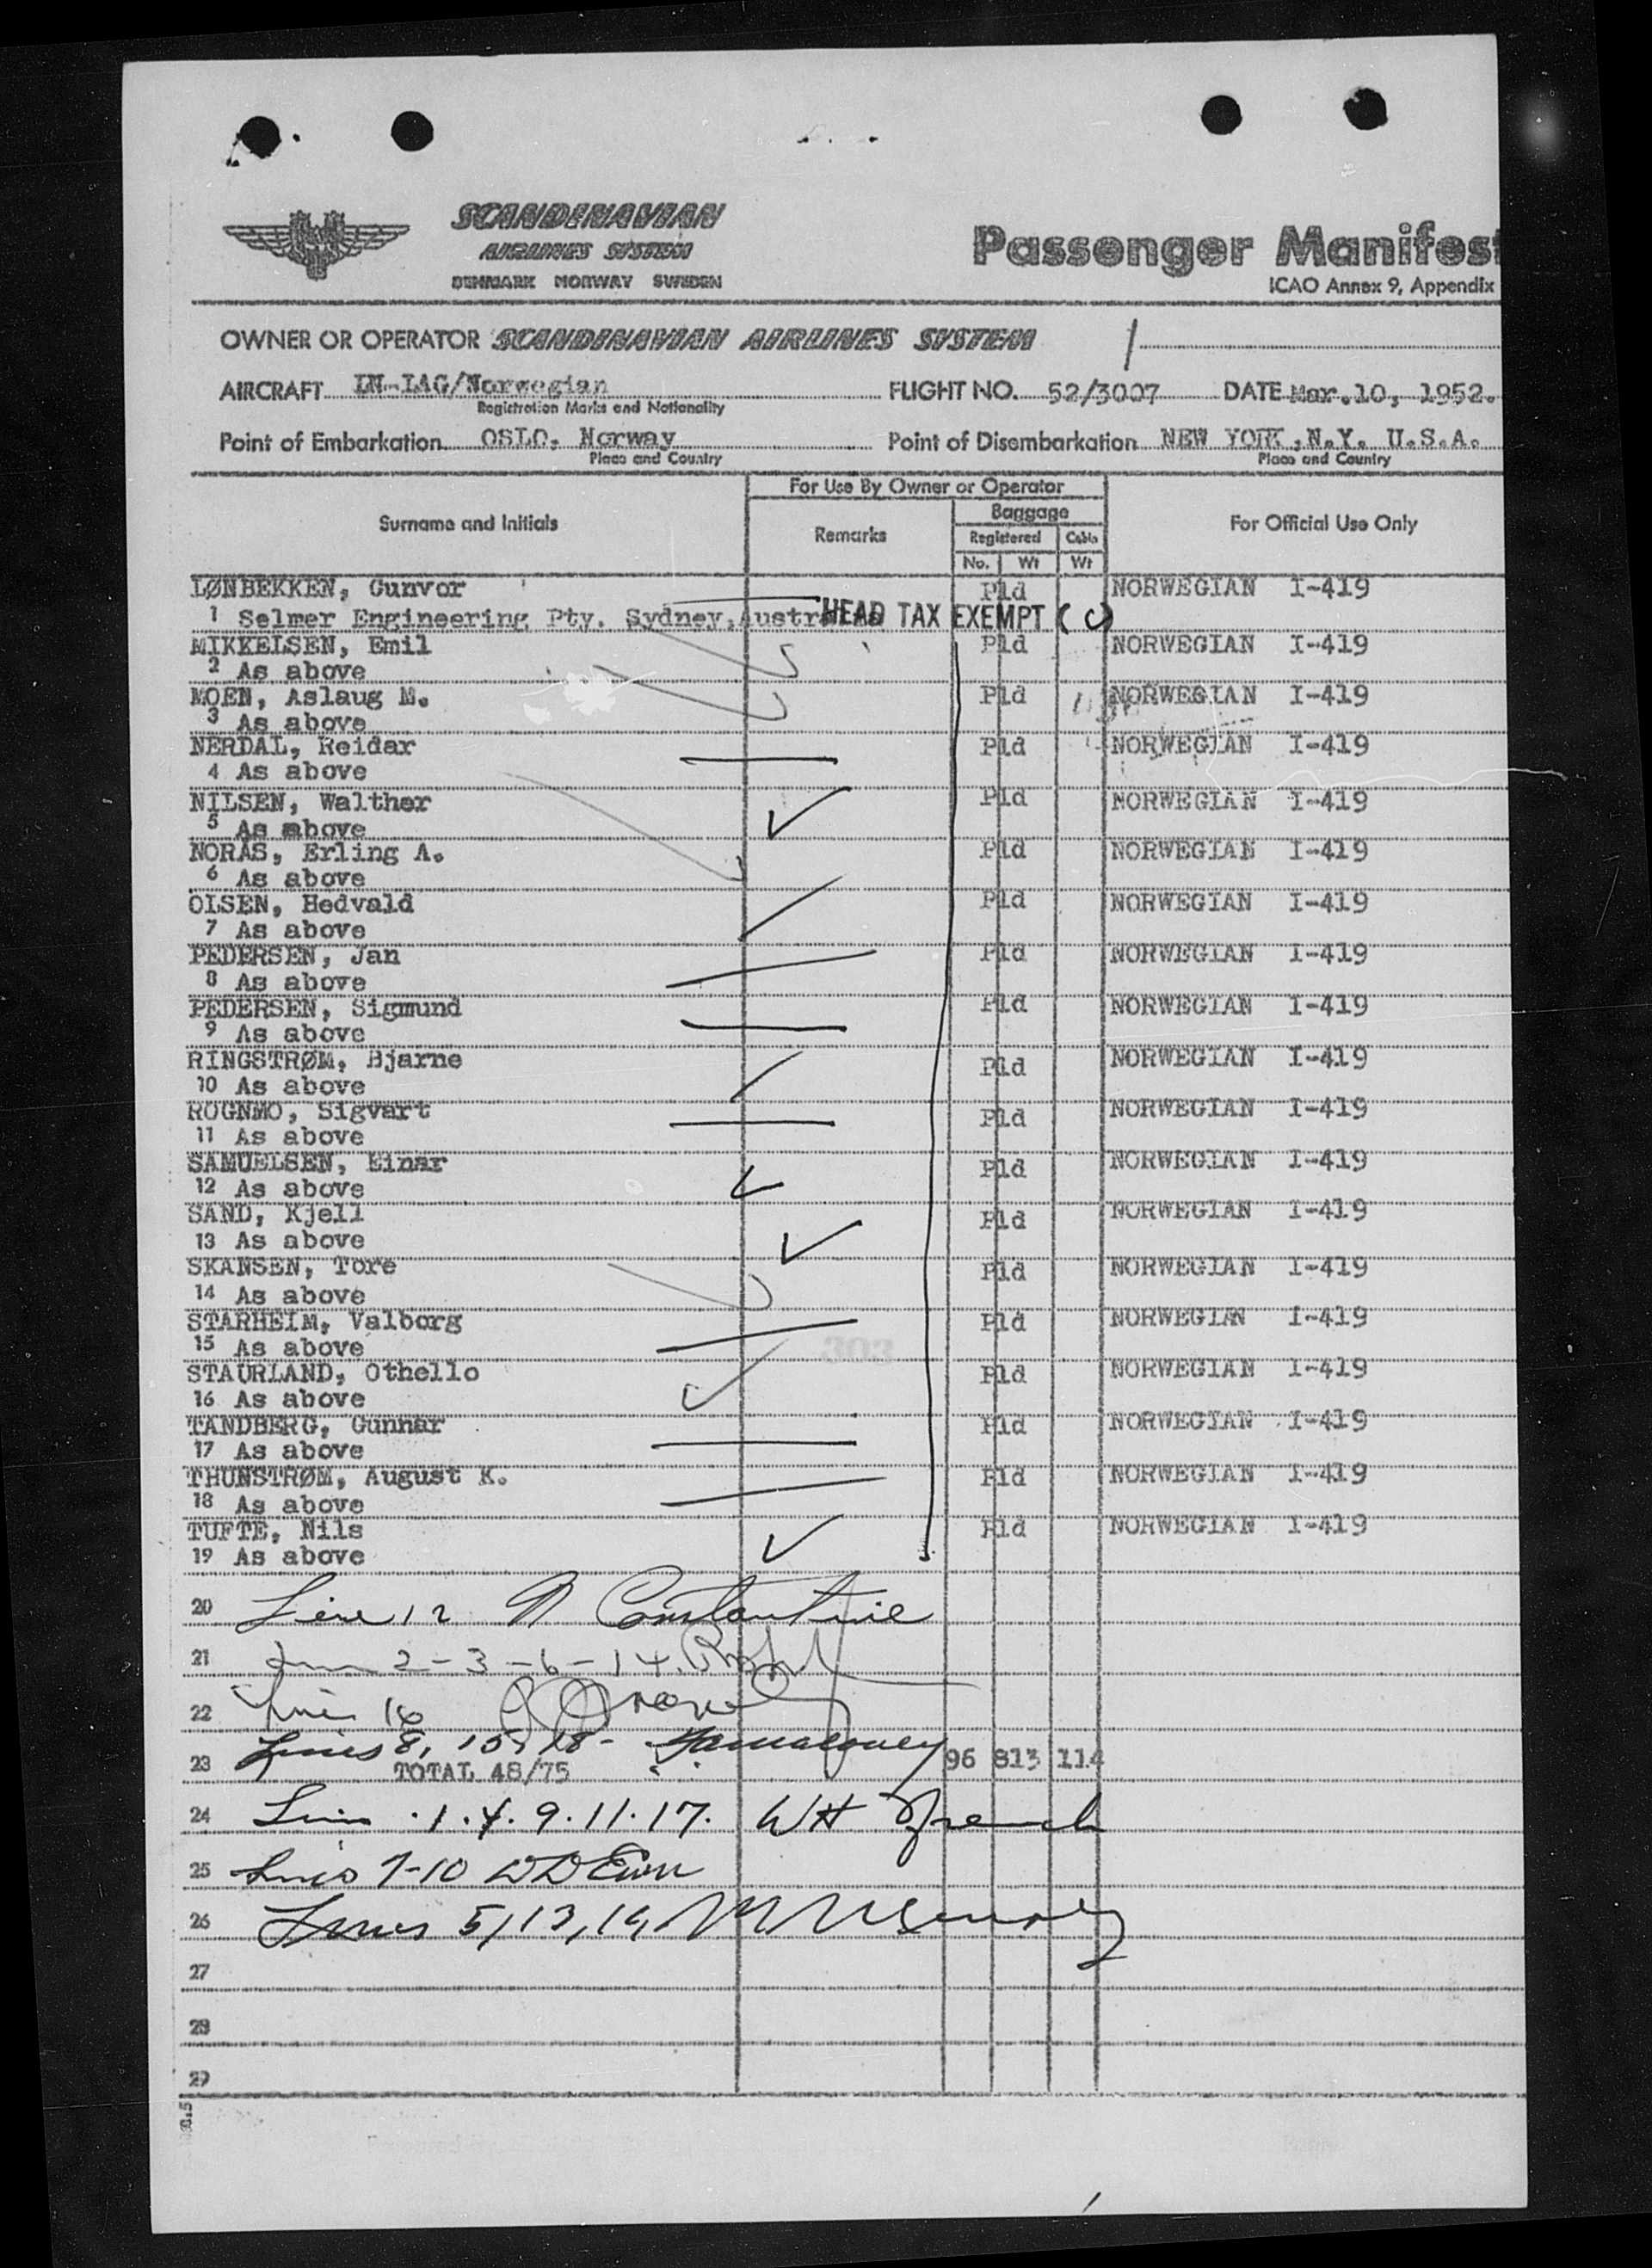 SCANDINAVIAN
AIRLINES SYSTEM
DENMARK NORWAY SWEDEN
Passenger Manifest
ICAO Annex 9, Appendix
OWNER OR OPERATOR SCANDINAVIAN AIRLINES SYSTEM
AIRCRAFT LN-LAG/Norwegian FLIGHT NO. 52/3007 DATE Mar.10, 1952.
Registration Marks and Nationality
Point of Embarkation OSLO, Norway Point of Disembarkation NEW YORK, N.Y. U.S.A.
Place and Country Place and Country
For Use By Owner or Operator
Surname and Initials Remarks Baggage For Official Use Only
Registered Cabin
No. Wt Wt
LØNBEKKEN, Gunvor Pld NORWEGIAN I-419
1 Selmer Engineering Pty. Sydney, HEAD TAX EXEMPT (C)
MIKKELSEN, Emil Pld NORWEGIAN I-419
2 As above
MOEN, Aslaug M. Pld NORWEGIAN I-419
3 As above
NERDAL, Reidar Pld NORWEGIAN I-419
4 As above
NILSEN, Walther Pld NORWEGIAN I-419
5 As above
NORÅS, Erling A. Pld NORWEGIAN I-419
6 As above
OLSEN, Hedvald Pld NORWEGIAN I-419
7 As above
PEDERSEN, Jan Pld NORWEGIAN I-419
8 As above
PEDERSEN, Sigmund Pld NORWEGIAN I-419
9 As above
RINGSTRØM, Bjarne Pld NORWEGIAN I-419
10 As above
ROGNMO, Sigvart Pld NORWEGIAN I-419
11 As above
SAMUELSEN, Einar Pld NORWEGIAN I-419
12 As above
SAND, Kjell Pld NORWEGIAN I-419
13 As above
SKANSEN, Tore Pld NORWEGIAN I-419
14 As above
STARHEIM, Valborg Pld NORWEGIAN I-419
15 As above 303
STAURLAND, Othello Pld NORWEGIAN I-419
16 As above
TANDBERG, Gunnar Pld NORWEGIAN I-419
17 As above
THUNSTRØM, August K. Pld NORWEGIAN I-419
18 As above
TUFTE, Nils Pld NORWEGIAN I-419
19 As above
20 Line 12 N Constantine
21 2-3-6-14.
22 Line 16
Lines 8, 15, 18-
23 TOTAL 48/75 96 813 114
24 Lines 1.4.9.11.17. WH French
25 Lines 7-10
26 Lines 5, 13, 19,
27
28
29